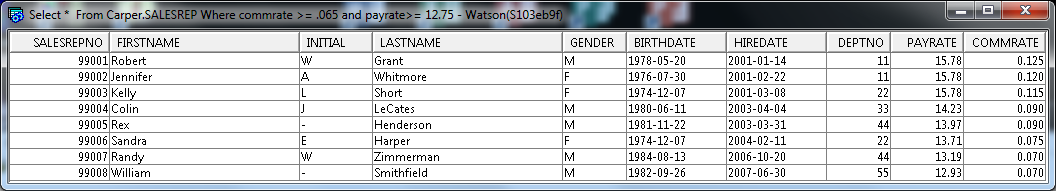 Select *  From Carper.SALESREP Where commrate >= .065 and payrate>= 12.75 - Watson(S103eb9f)
SALESREPNO FIRSTNAME INITIAL LASTNAME GENDER BIRTHDATE HIREDATE DEPTNO PAYRATE COMMRATE
99001 Robert W Grant M 1978-05-20 2001-01-14 11 15.78 0.125
99002 Jennifer A Whitmore F 1976-07-30 2001-02-22 11 15.78 0.120
99003 Kelly L Short F 1974-12-07 2001-03-08 22 15.78 0.115
99004 Colin J LeCates M 1980-06-11 2003-04-04 33 14.23 0.090
99005 Rex - Henderson M 1981-11-22 2003-03-31 44 13.97 0.090
99006 Sandra E Harper F 1974-12-07 2004-02-11 22 13.71 0.075
99007 Randy W Zimmerman M 1984-08-13 2006-10-20 44 13.19 0.070
99008 William - Smithfield M 1982-09-26 2007-06-30 55 12.93 0.070